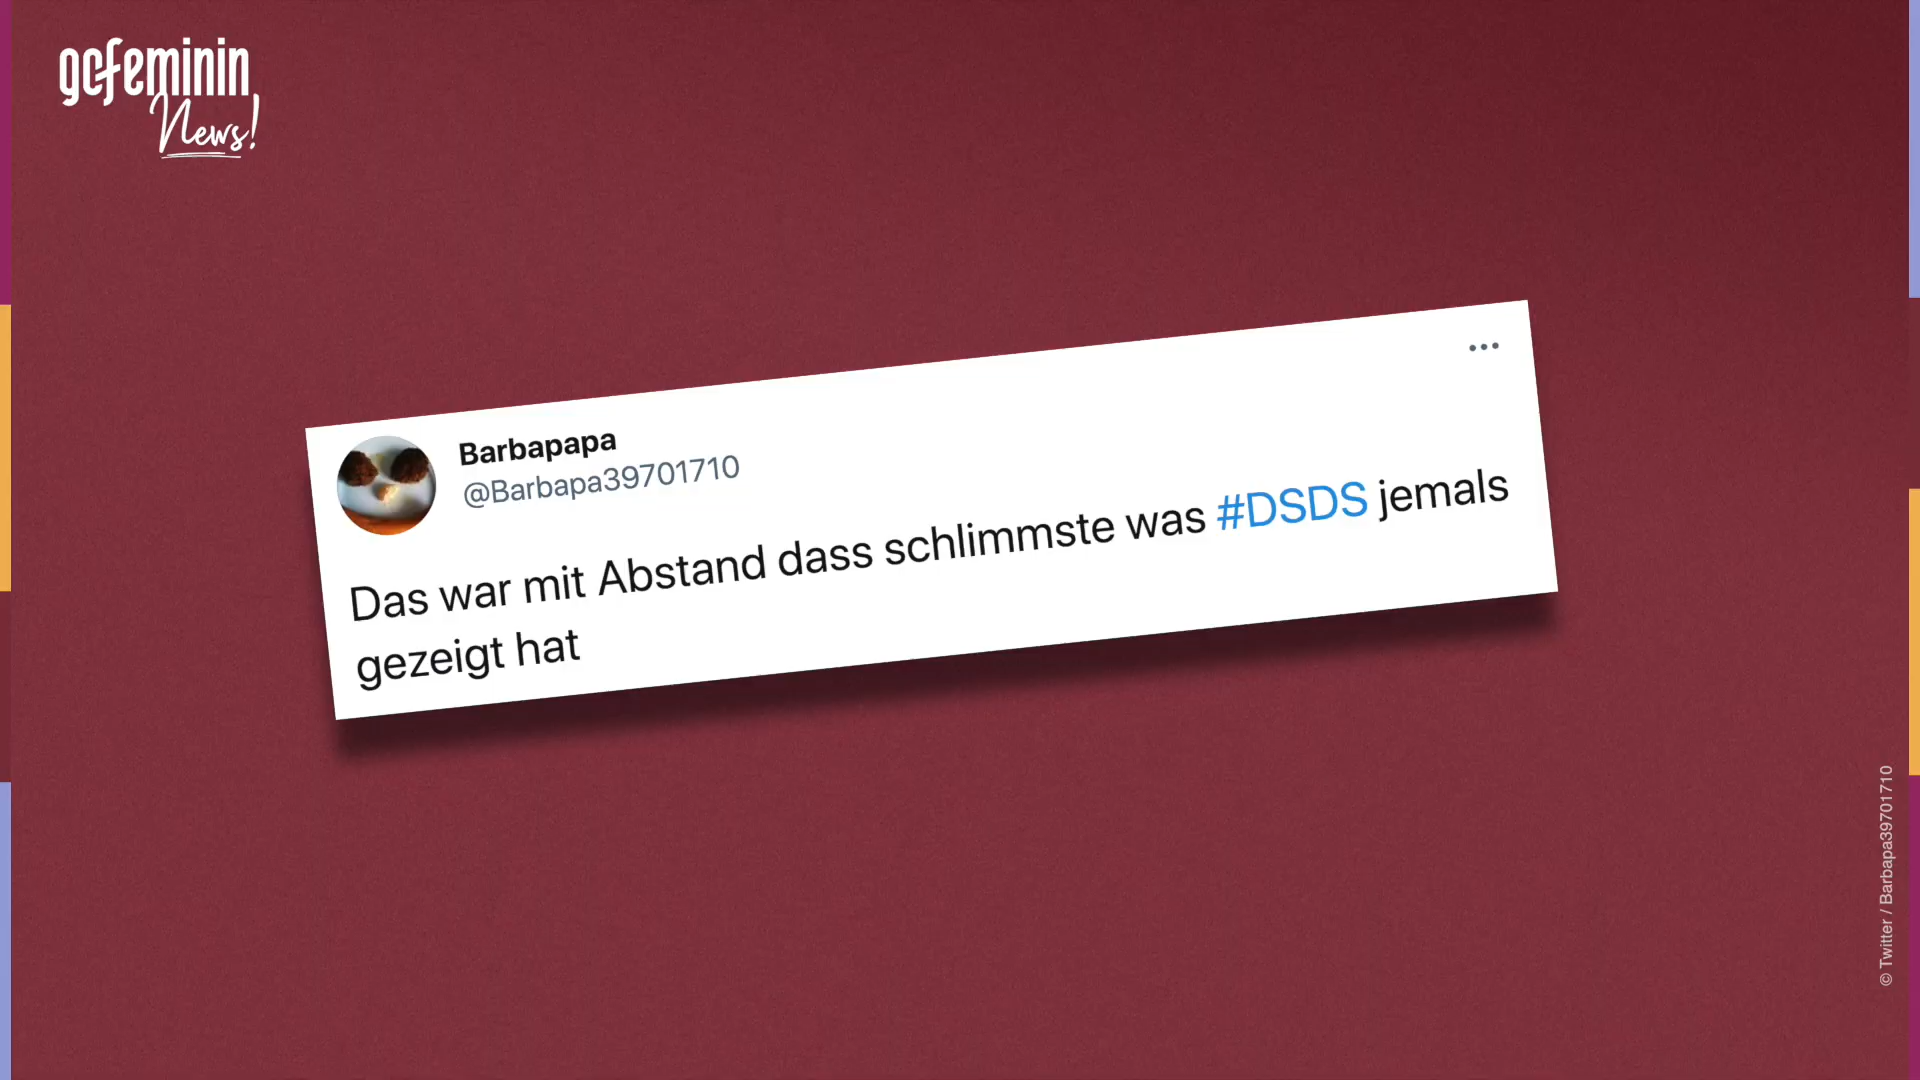 gofeminin
News!
Barbapapa
@Barbapa39701710
Das war mit Abstand dass schlimmste was #DSDS jemals
gezeigt hat
© Twitter / Barbapa39701710